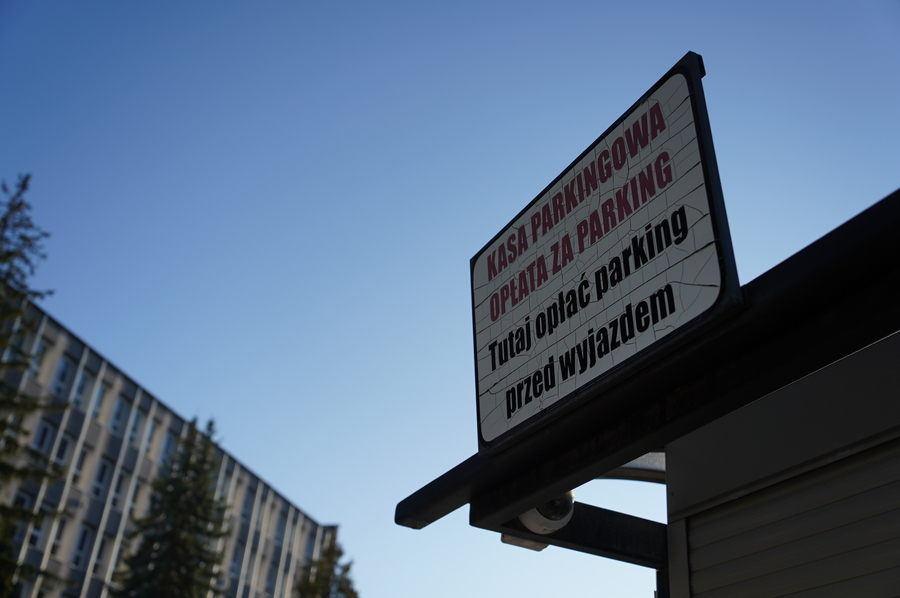 KASA PARKINGOWA
OPŁATA ZA PARKING
Tutaj opłać parking
przed wyjazdem